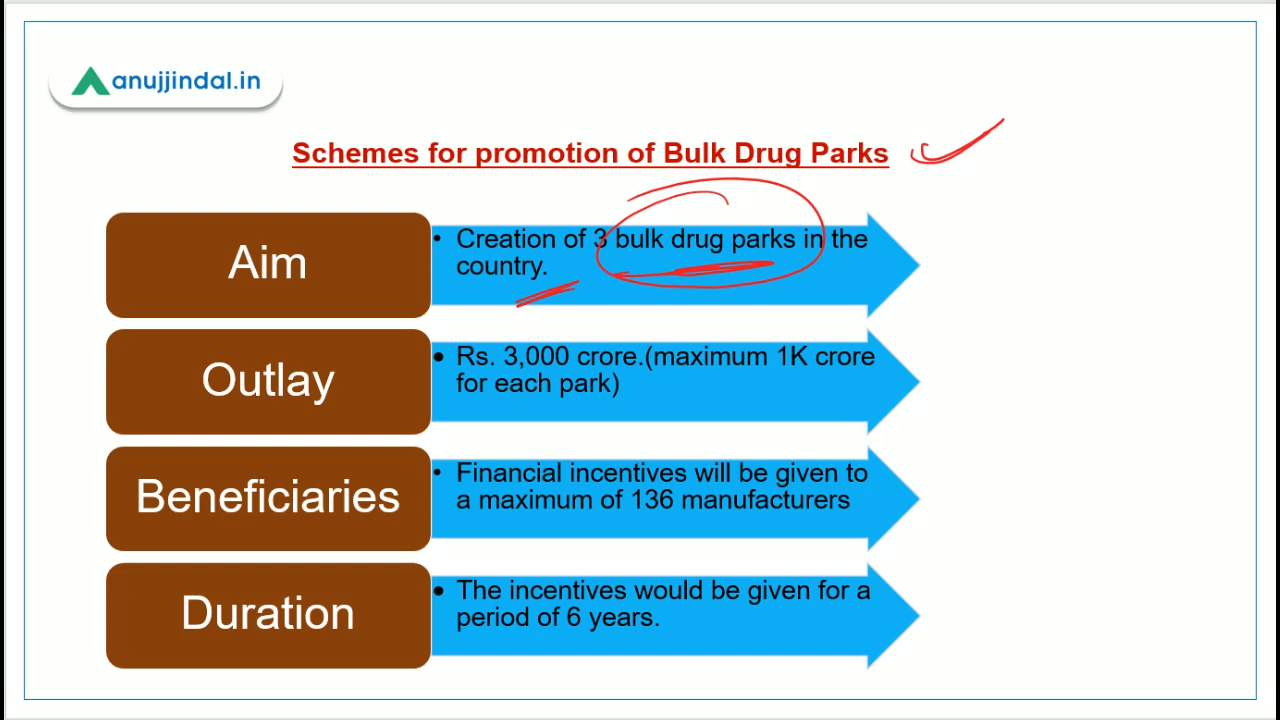 anujjindal.in
Schemes for promotion of Bulk Drug Parks
Aim
• Creation of 3 bulk drug parks in the
country.
Outlay
• Rs. 3,000 crore.(maximum 1K crore
for each park)
Beneficiaries
• Financial incentives will be given to
a maximum of 136 manufacturers
Duration
• The incentives would be given for a
period of 6 years.